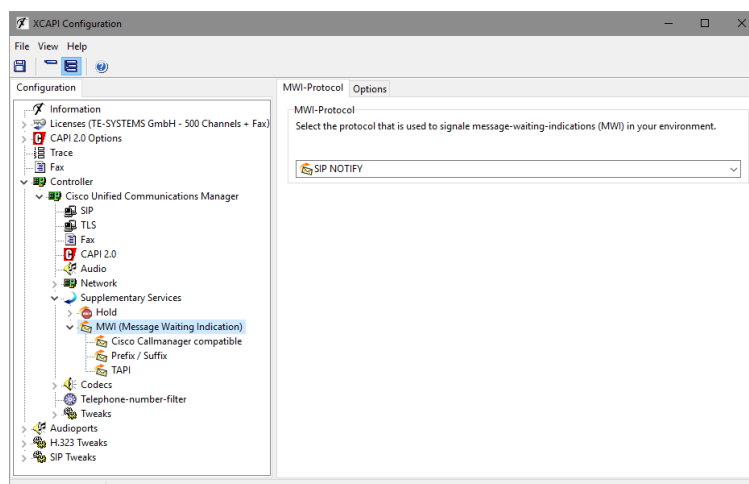 XCAPI Configuration
File View Help
Configuration
Information
Licenses (TE-SYSTEMS GmbH - 500 Channels + Fax)
CAPI 2.0 Options
Trace
Fax
Controller
Cisco Unified Communications Manager
SIP
TLS
Fax
CAPI 2.0
Audio
Network
Supplementary Services
Hold
MWI (Message Waiting Indication)
Cisco Callmanager compatible
Prefix / Suffix
TAPI
Codecs
Telephone-number-filter
Tweaks
Audioports
H.323 Tweaks
SIP Tweaks
MWI-Protocol Options
MWI-Protocol
Select the protocol that is used to signale message-waiting-indications (MWI) in your environment.
SIP NOTIFY